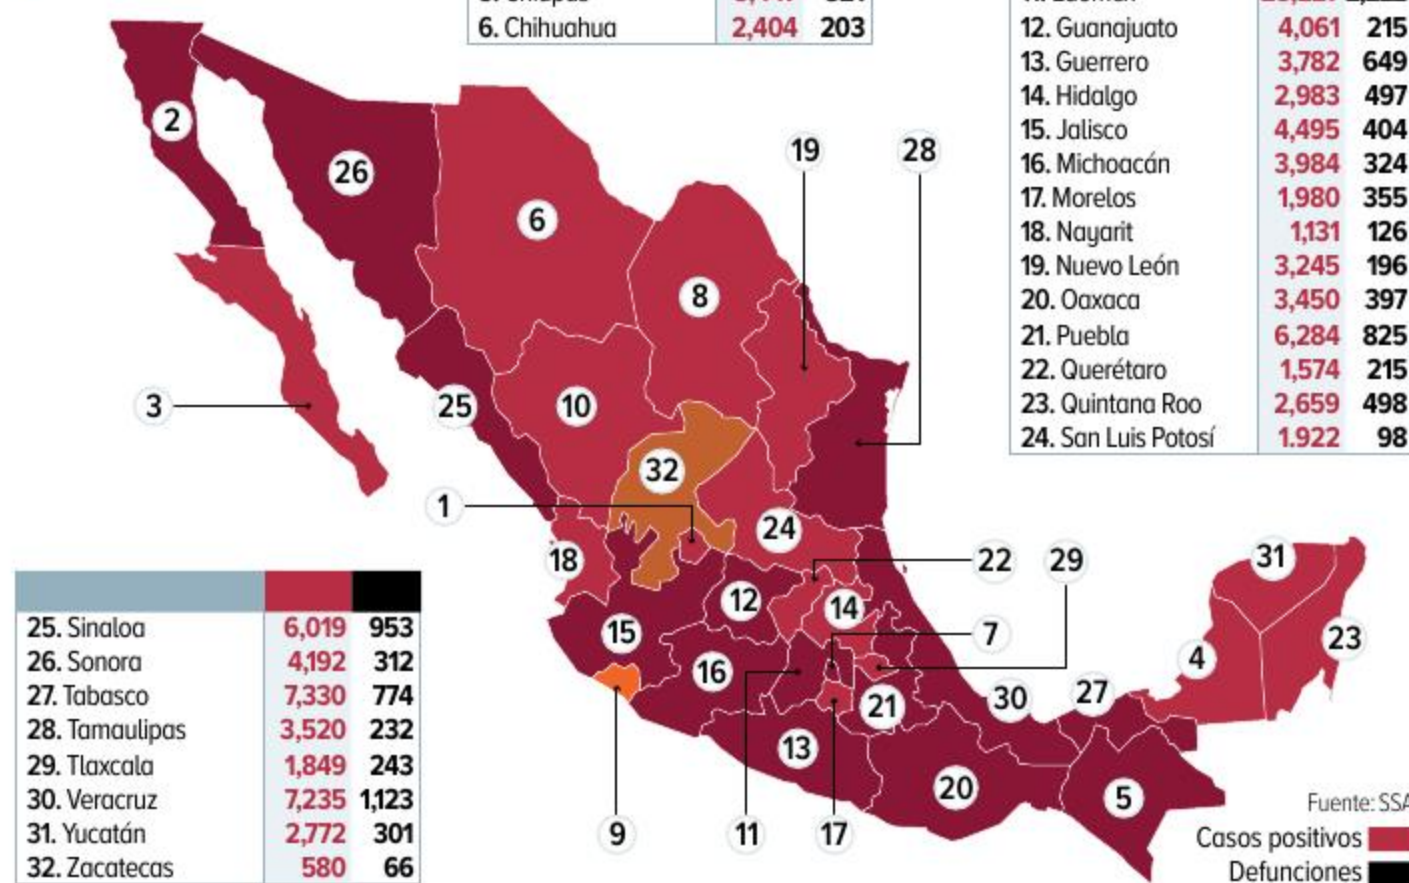 6. Chihuahua 2,404 203
12. Guanajuato 4,061 215
13. Guerrero 3,782 649
14. Hidalgo 2,983 497
15. Jalisco 4,495 404
16. Michoacán 3,984 324
17. Morelos 1,980 355
18. Nayarit 1,131 126
19. Nuevo León 3,245 196
20. Oaxaca 3,450 397
21. Puebla 6,284 825
22. Querétaro 1,574 215
23. Quintana Roo 2,659 498
24. San Luis Potosí 1.922 98
2
26
6
19
28
8
3
25
10
32
1
24
18
22
29
31
12
14
15
7
23
4
16
11
21
30
27
13
20
5
9
17
25. Sinaloa 6,019 953
26. Sonora 4,192 312
27. Tabasco 7,330 774
28. Tamaulipas 3,520 232
29. Tlaxcala 1,849 243
30. Veracruz 7,235 1,123
31. Yucatán 2,772 301
32. Zacatecas 580 66
Fuente: SSA
Casos positivos
Defunciones